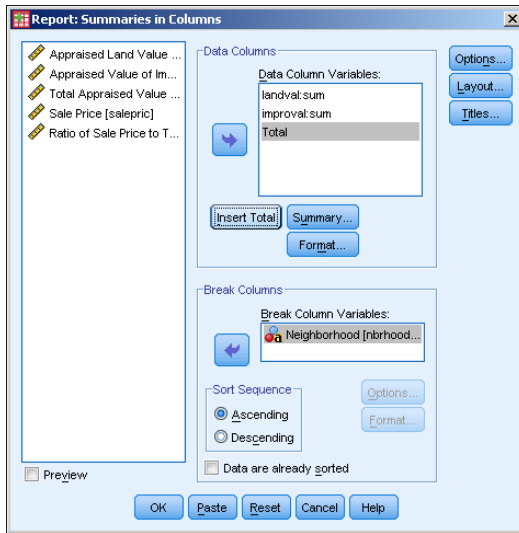 Report: Summaries in Columns
Appraised Land Value ...
Appraised Value of Im...
Total Appraised Value ...
Sale Price [salepric]
Ratio of Sale Price to T...
Preview
Data Columns
Data Column Variables:
landval:sum
improval:sum
Total
Insert Total
Summary...
Format...
Options...
Layout...
Titles...
Break Columns
Break Column Variables:
a Neighborhood [nbrhood...
Sort Sequence
Ascending
Descending
Options...
Format...
Data are already sorted
OK
Paste
Reset
Cancel
Help